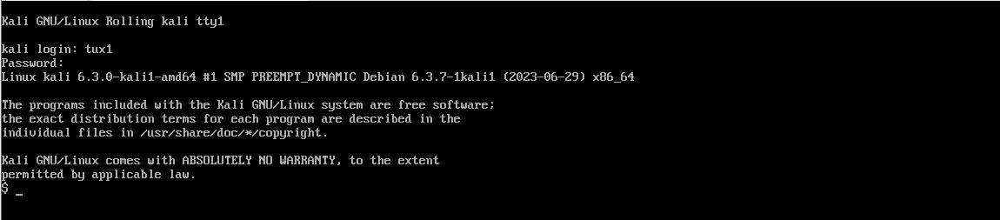 Kali GNU/Linux Rolling kali tty1
kali login: tux1
Password:
Linux kali 6.3.0-kali1-amd64 #1 SMP PREEMPT_DYNAMIC Debian 6.3.7-1kali1 (2023-06-29) x86_64
The programs included with the Kali GNU/Linux system are free software;
the exact distribution terms for each program are described in the
individual files in /usr/share/doc/*/copyright.
Kali GNU/Linux comes with ABSOLUTELY NO WARRANTY, to the extent
permitted by applicable law.
$ _